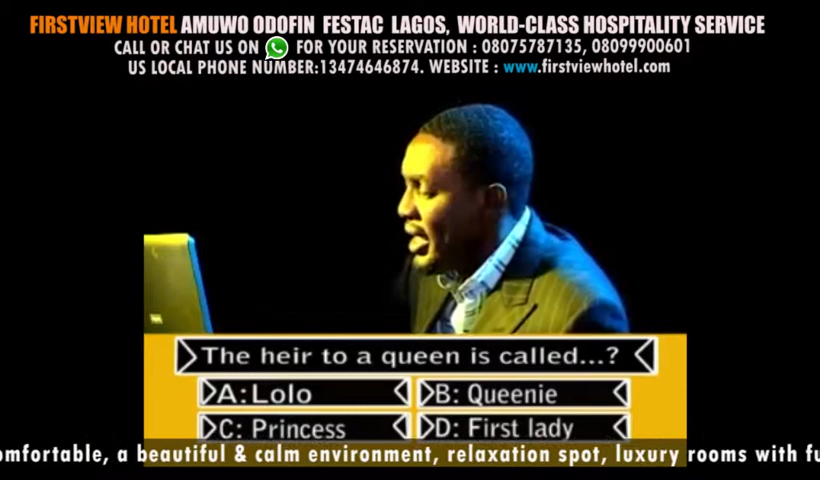 FIRSTVIEW HOTEL AMUWO ODOFIN FESTAC LAGOS, WORLD-CLASS HOSPITALITY SERVICE
CALL OR CHAT US ON FOR YOUR RESERVATION : 08075787135, 08099900601
US LOCAL PHONE NUMBER:13474646874. WEBSITE : www.firstviewhotel.com
The heir to a queen is called...?
A: Lolo
B: Queenie
C: Princess
D: First lady
a beautiful & calm environment, relaxation spot, luxury rooms with